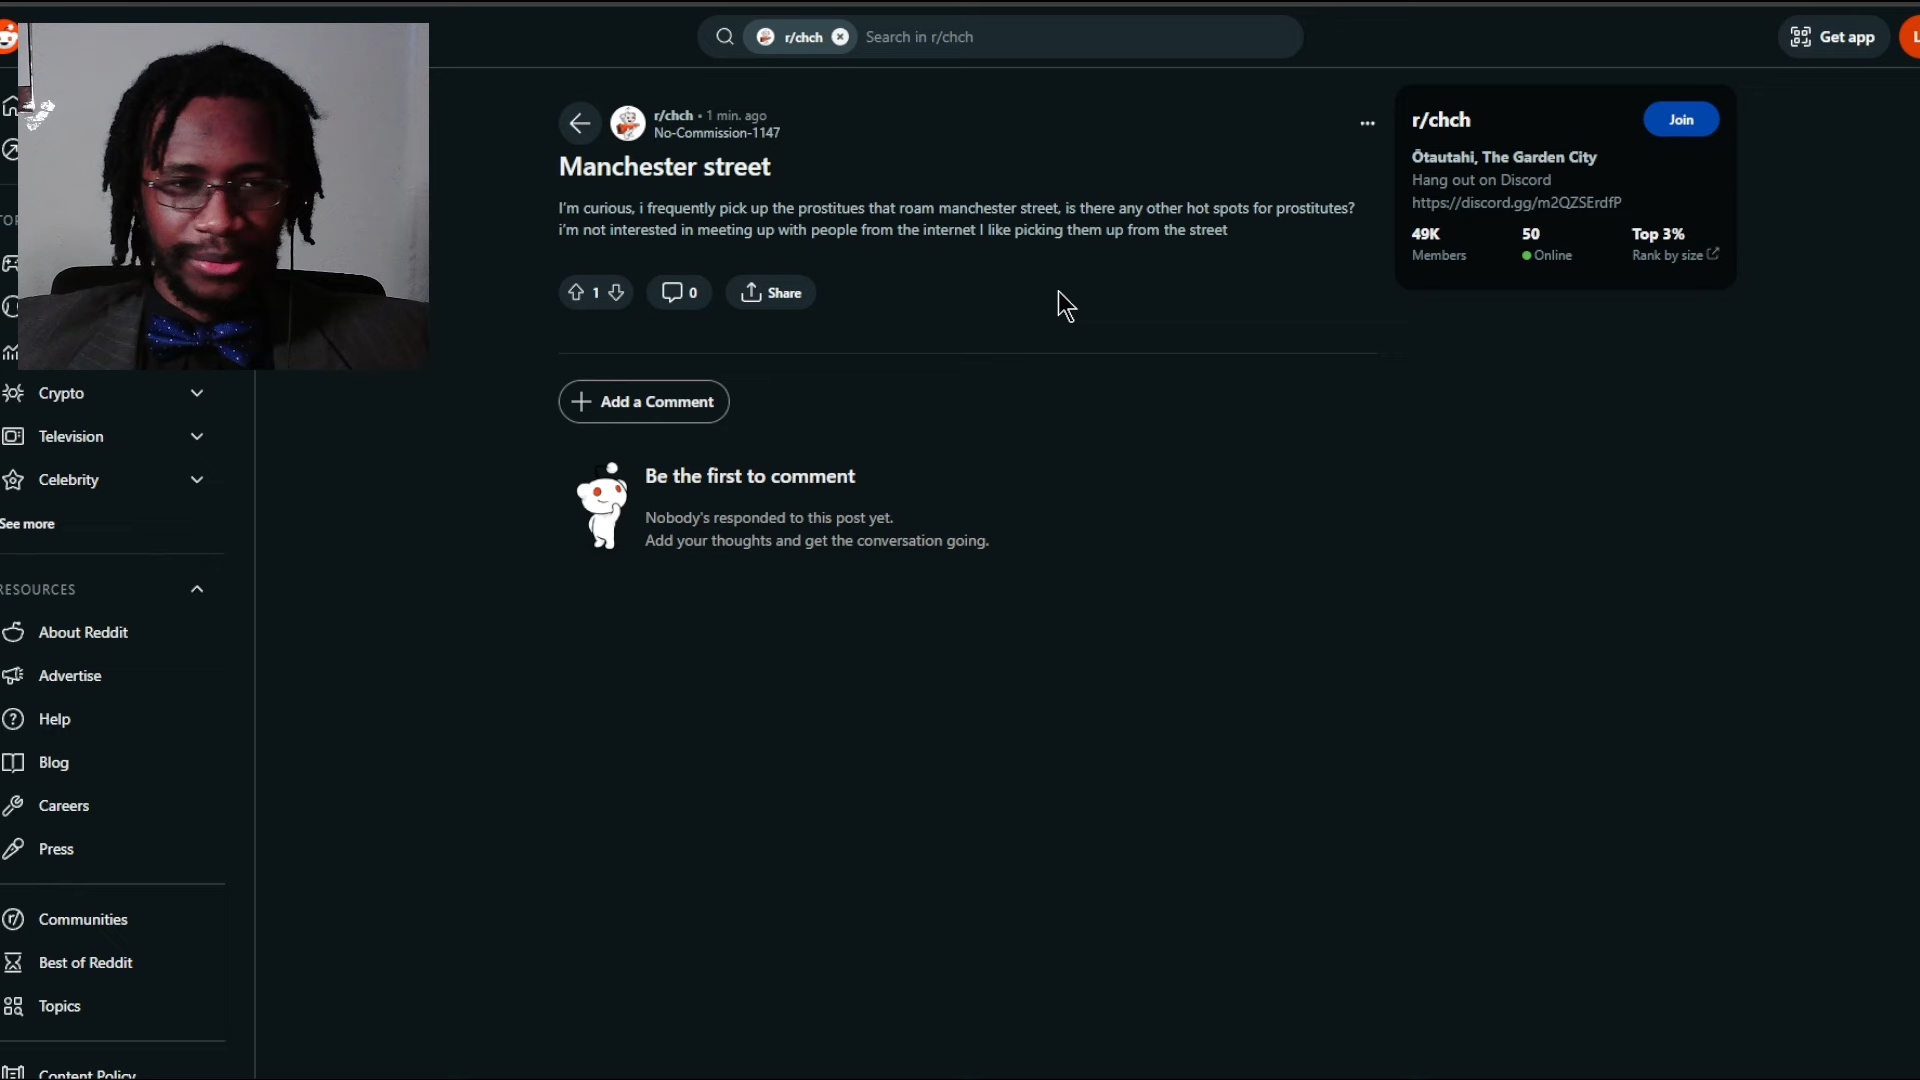 r/chch
Search in r/chch
Get app
r/chch • 1 min. ago
No-Commission-1147
Manchester street
I'm curious, i frequently pick up the prostitues that roam manchester street, is there any other hot spots for prostitutes?
i'm not interested in meeting up with people from the internet I like picking them up from the street
1
0
Share
Add a Comment
Be the first to comment
Nobody's responded to this post yet.
Add your thoughts and get the conversation going.
r/chch
Join
Ōtautahi, The Garden City
Hang out on Discord
https://discord.gg/m2QZSErdfP
49K
50
Top 3%
Members
Online
Rank by size
Crypto
Television
Celebrity
See more
RESOURCES
About Reddit
Advertise
Help
Blog
Careers
Press
Communities
Best of Reddit
Topics
Content Policy